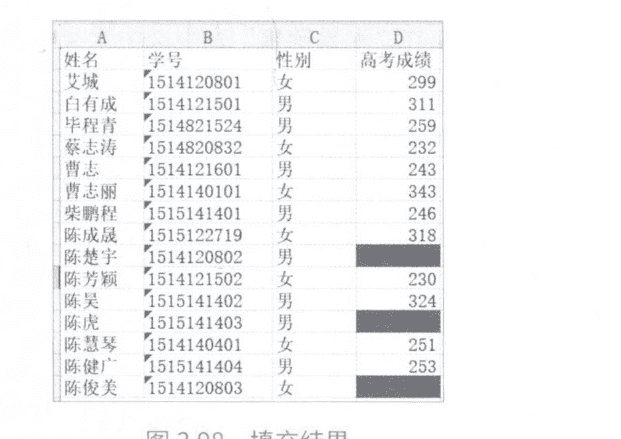 A B C D
姓名 学号 性别 高考成绩
艾城 1514120801 女 299
白有成 1514121501 男 311
毕程青 1514821524 男 259
蔡志涛 1514820832 女 232
曹志 1514121601 男 243
曹志丽 1514140101 女 343
柴鹏程 1515141401 男 246
陈成晟 1515122719 女 318
陈楚宇 1514120802 男
陈芳颖 1514121502 女 230
陈昊 1515141402 男 324
陈虎 1515141403 男
陈慧琴 1514140401 女 251
陈健广 1515141404 男 253
陈俊美 1514120803 女